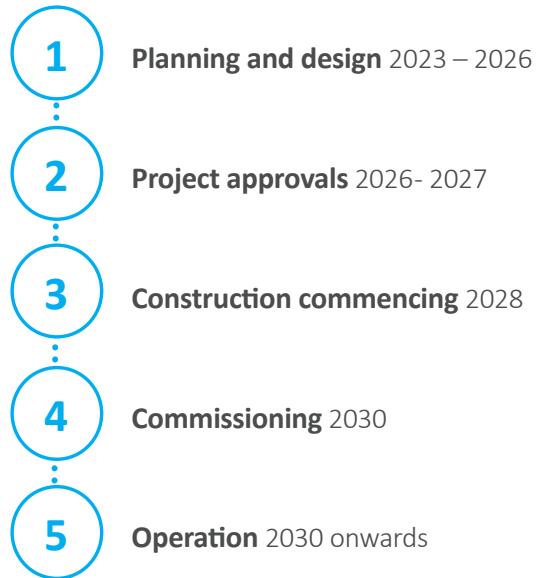 1
Planning and design 2023 – 2026
2
Project approvals 2026- 2027
3
Construction commencing 2028
4
Commissioning 2030
5
Operation 2030 onwards